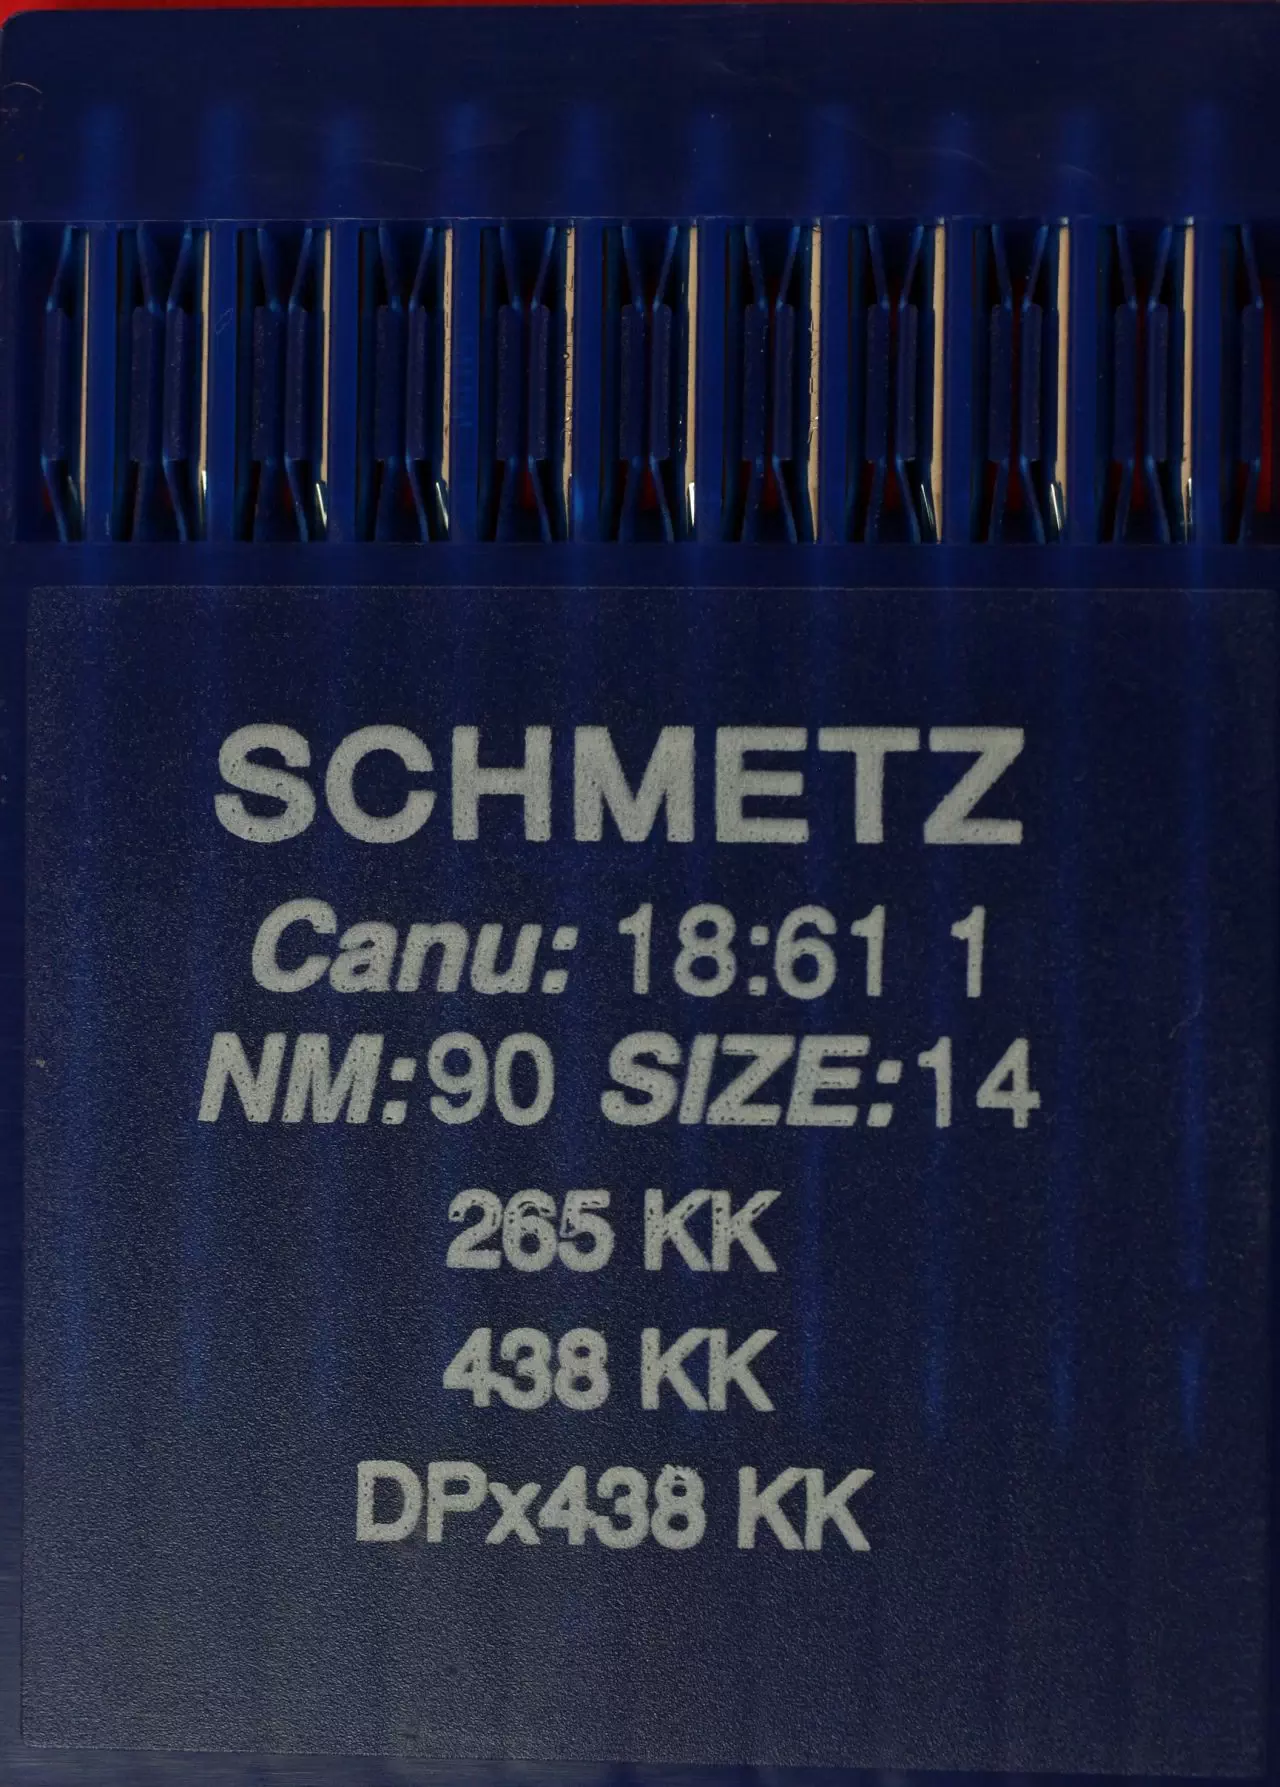 SCHMETZ
Canu: 18:61 1
NM:90 SIZE:14
265 KK
438 KK
DPx438 KK